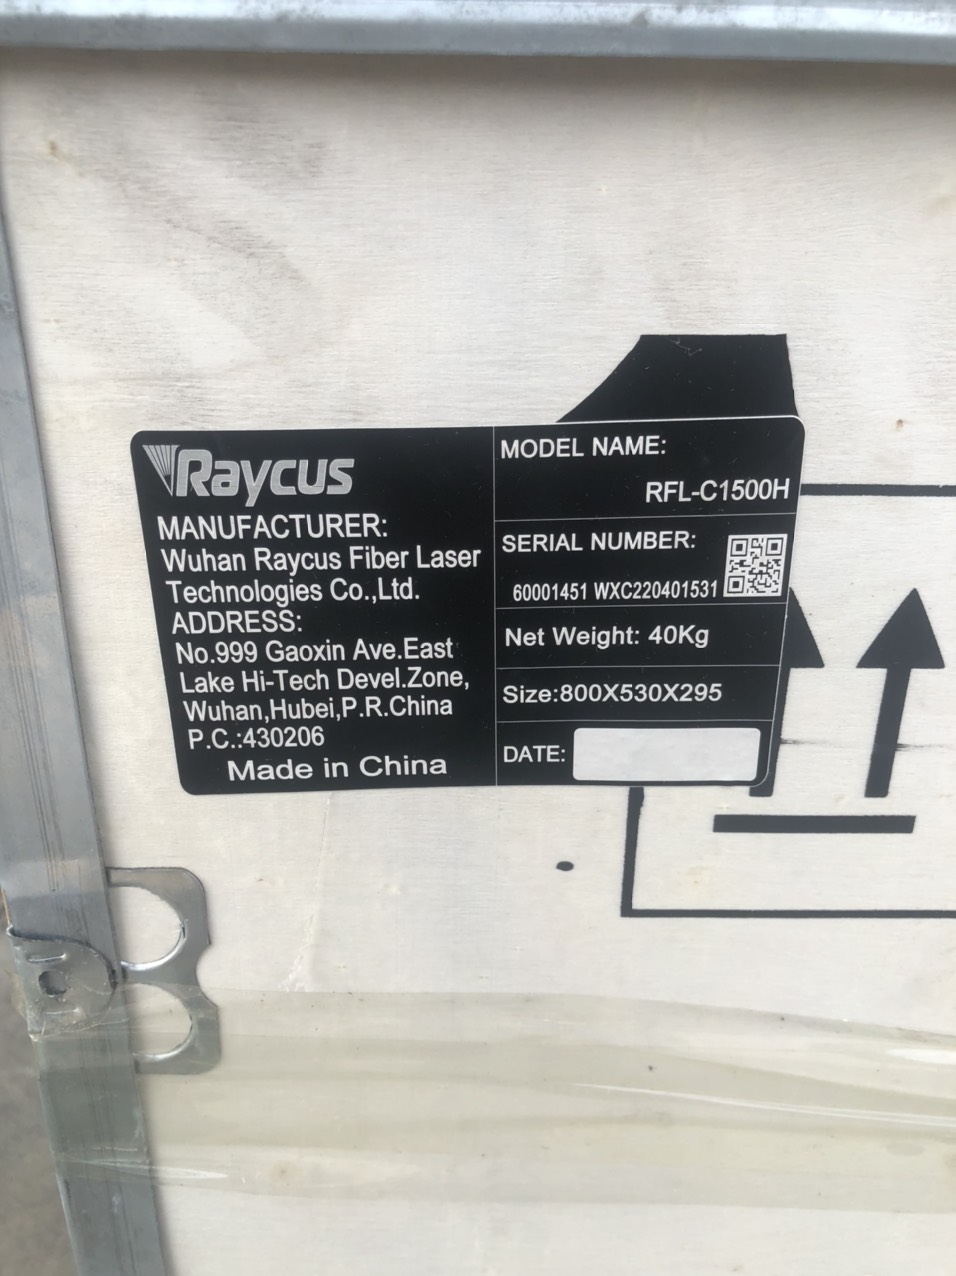 Raycus
MANUFACTURER:
Wuhan Raycus Fiber Laser
Technologies Co.,Ltd.
ADDRESS:
No.999 Gaoxin Ave.East
Lake Hi-Tech Devel.Zone,
Wuhan,Hubei,P.R.China
P.C.:430206
Made in China
MODEL NAME:
RFL-C1500H
SERIAL NUMBER:
60001451 WXC220401531
Net Weight: 40Kg
Size:800X530X295
DATE: